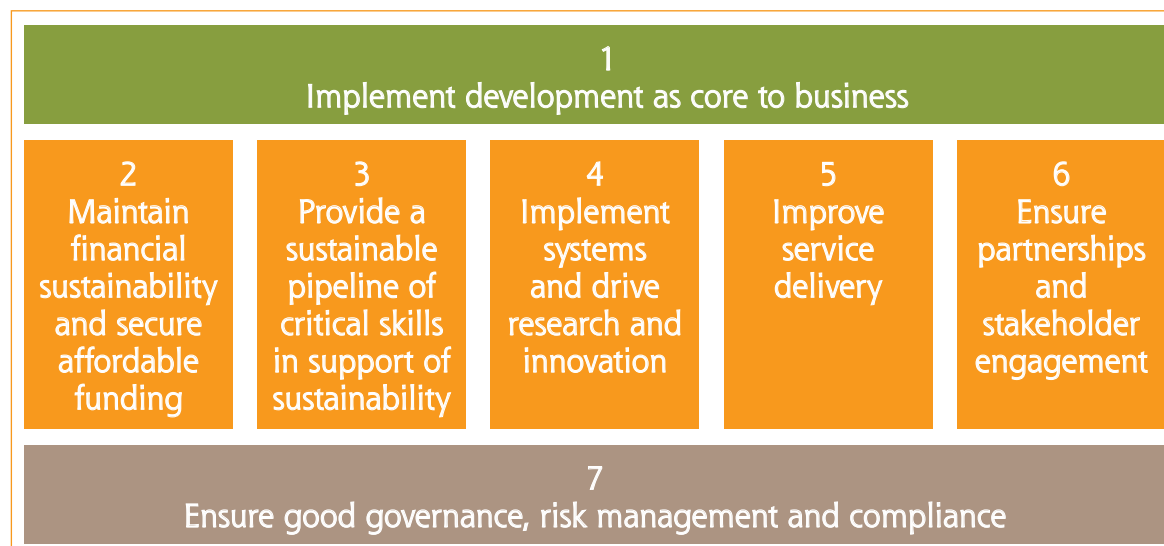 1
Implement development as core to business
2
Maintain
financial
sustainability
and secure
affordable
funding
3
Provide a
sustainable
pipeline of
critical skills
in support of
sustainability
4
Implement
systems
and drive
research and
innovation
5
Improve
service
delivery
6
Ensure
partnerships
and
stakeholder
engagement
7
Ensure good governance, risk management and compliance